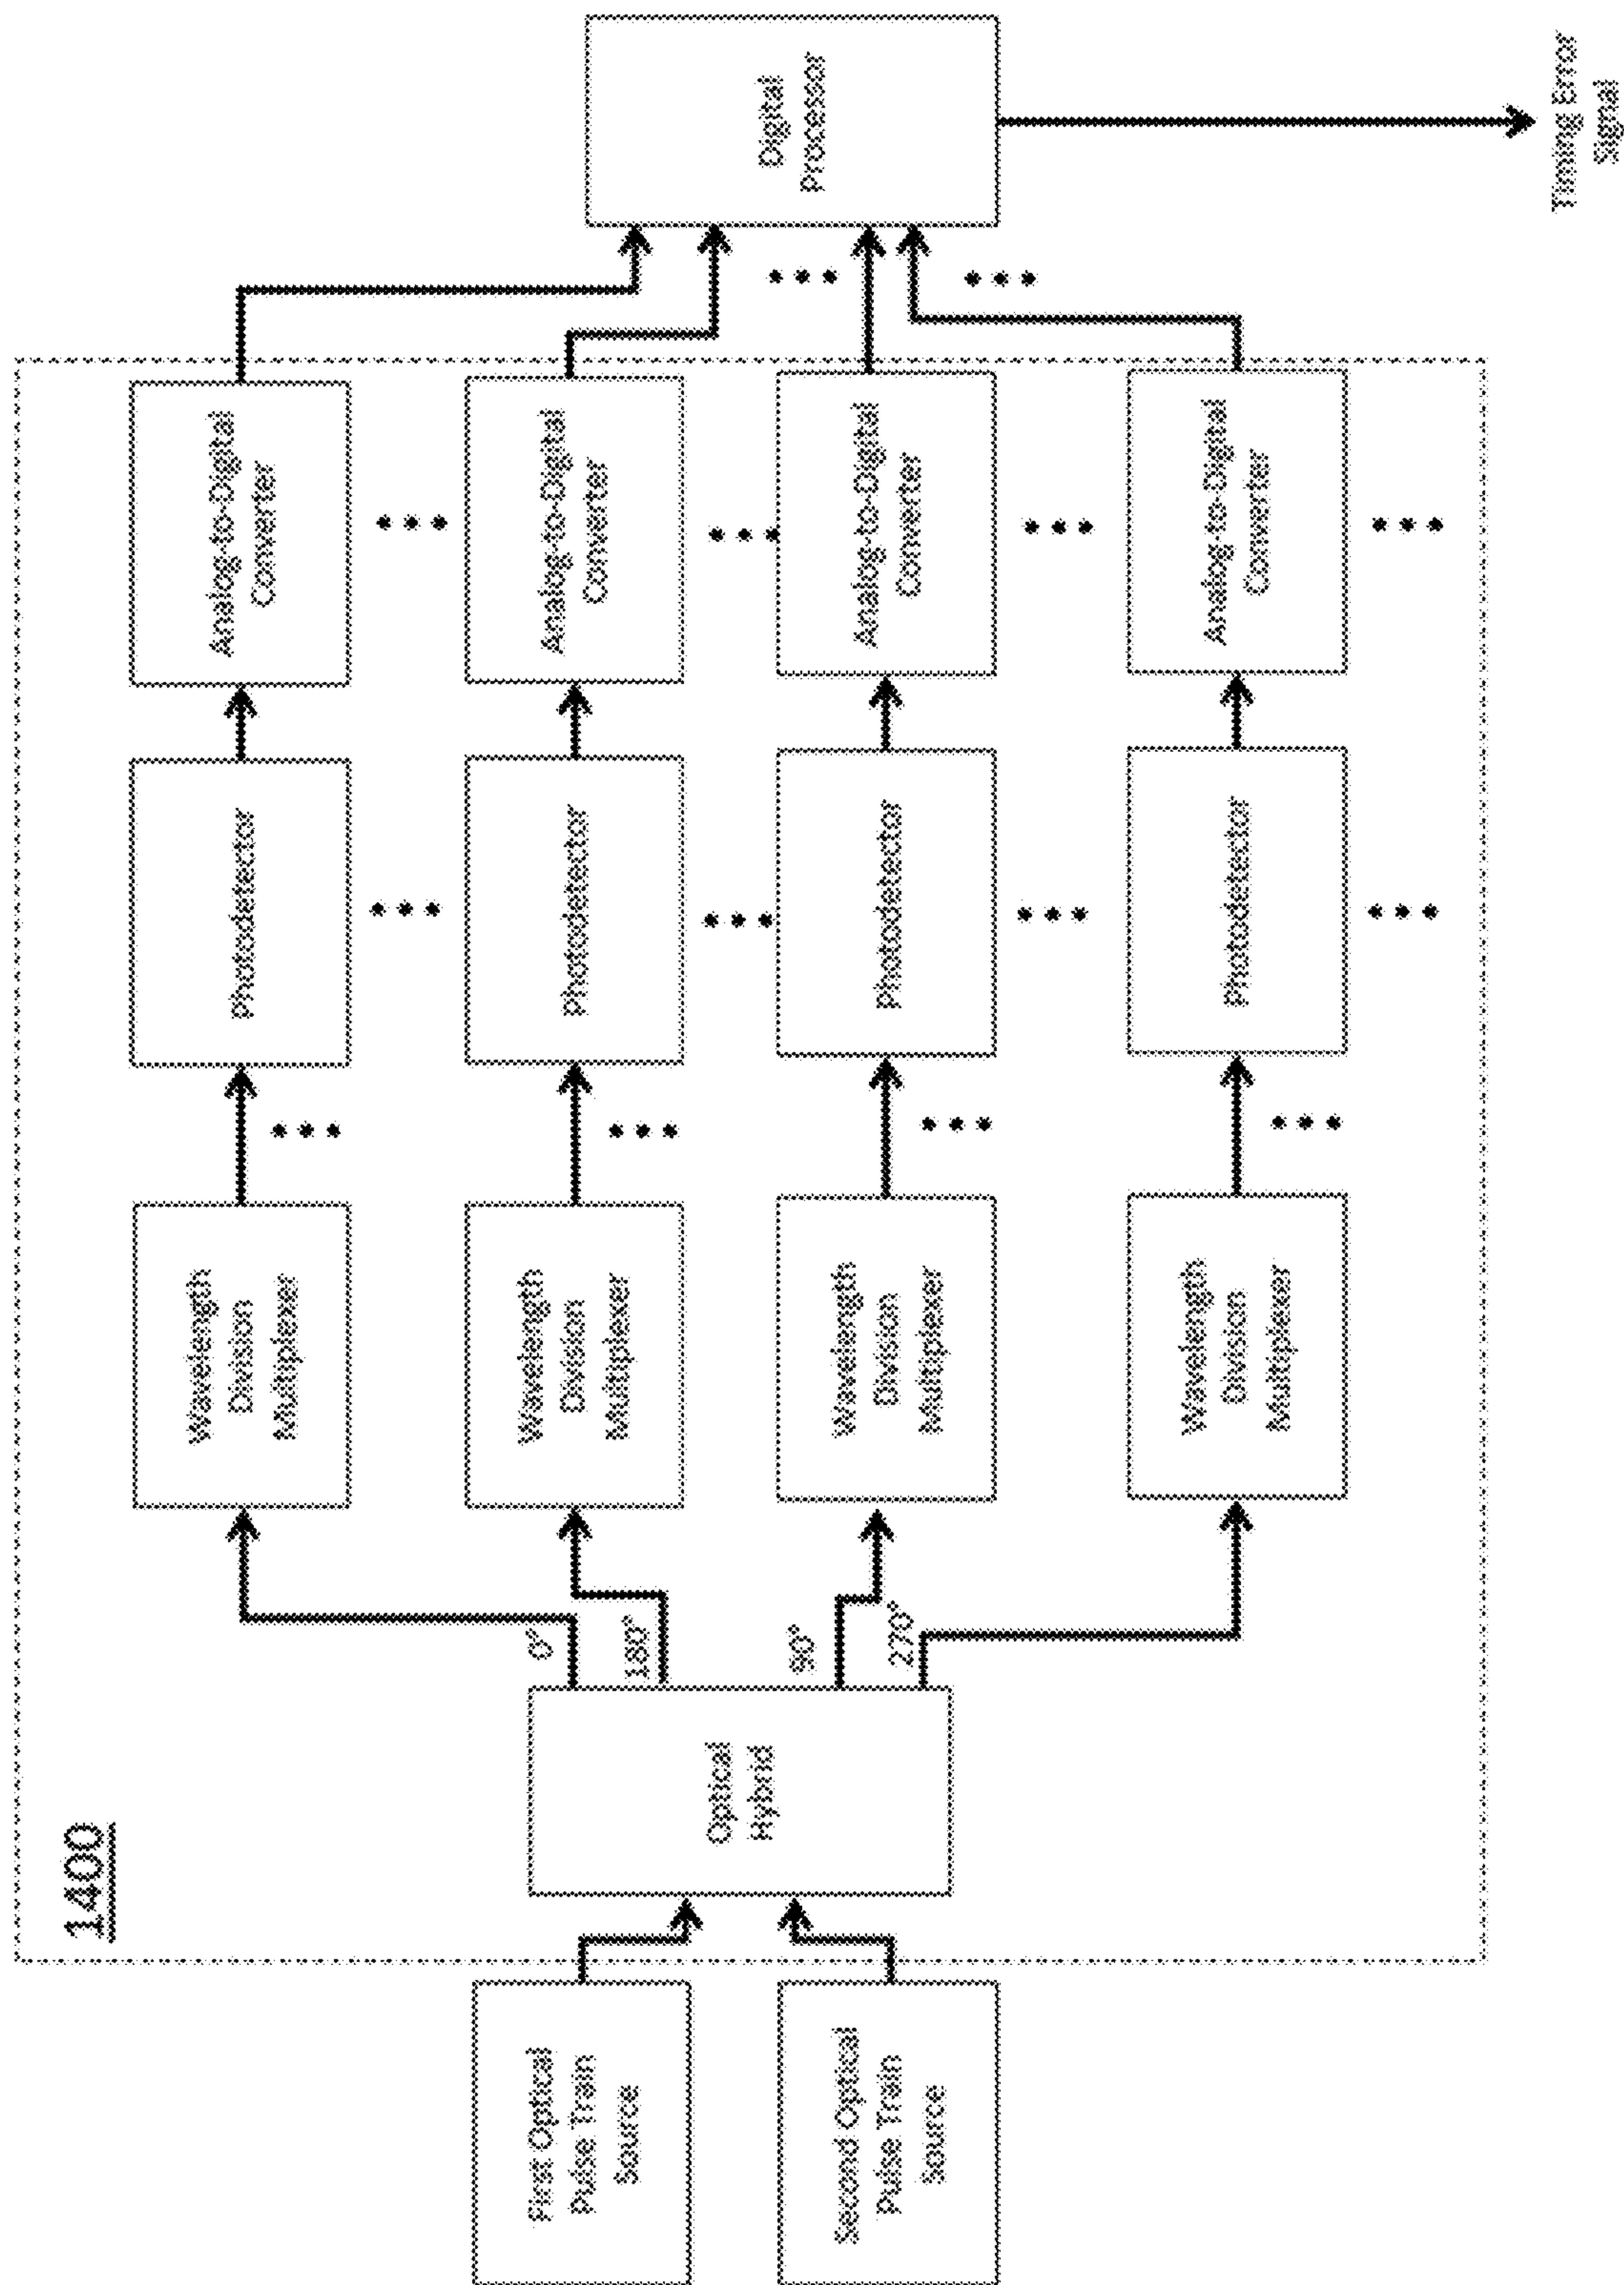 1400
First Optical
Pulse Train
Source
Second Optical
Pulse Train
Source
Optical
Hybrid
0°
180°
90°
270°
Wavelength
Division
Multiplexer
Wavelength
Division
Multiplexer
Wavelength
Division
Multiplexer
Wavelength
Division
Multiplexer
Photodetector
Photodetector
Photodetector
Photodetector
Analog-to-Digital
Converter
Analog-to-Digital
Converter
Analog-to-Digital
Converter
Analog-to-Digital
Converter
Digital
Processor
Timing Error
Signal